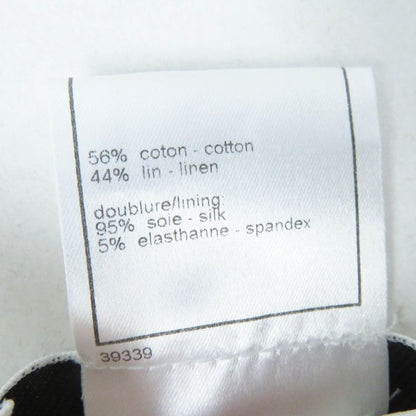 56% coton - cotton
44% lin - linen
doublure/lining:
95% soie - silk
5% elasthanne - spandex
39339